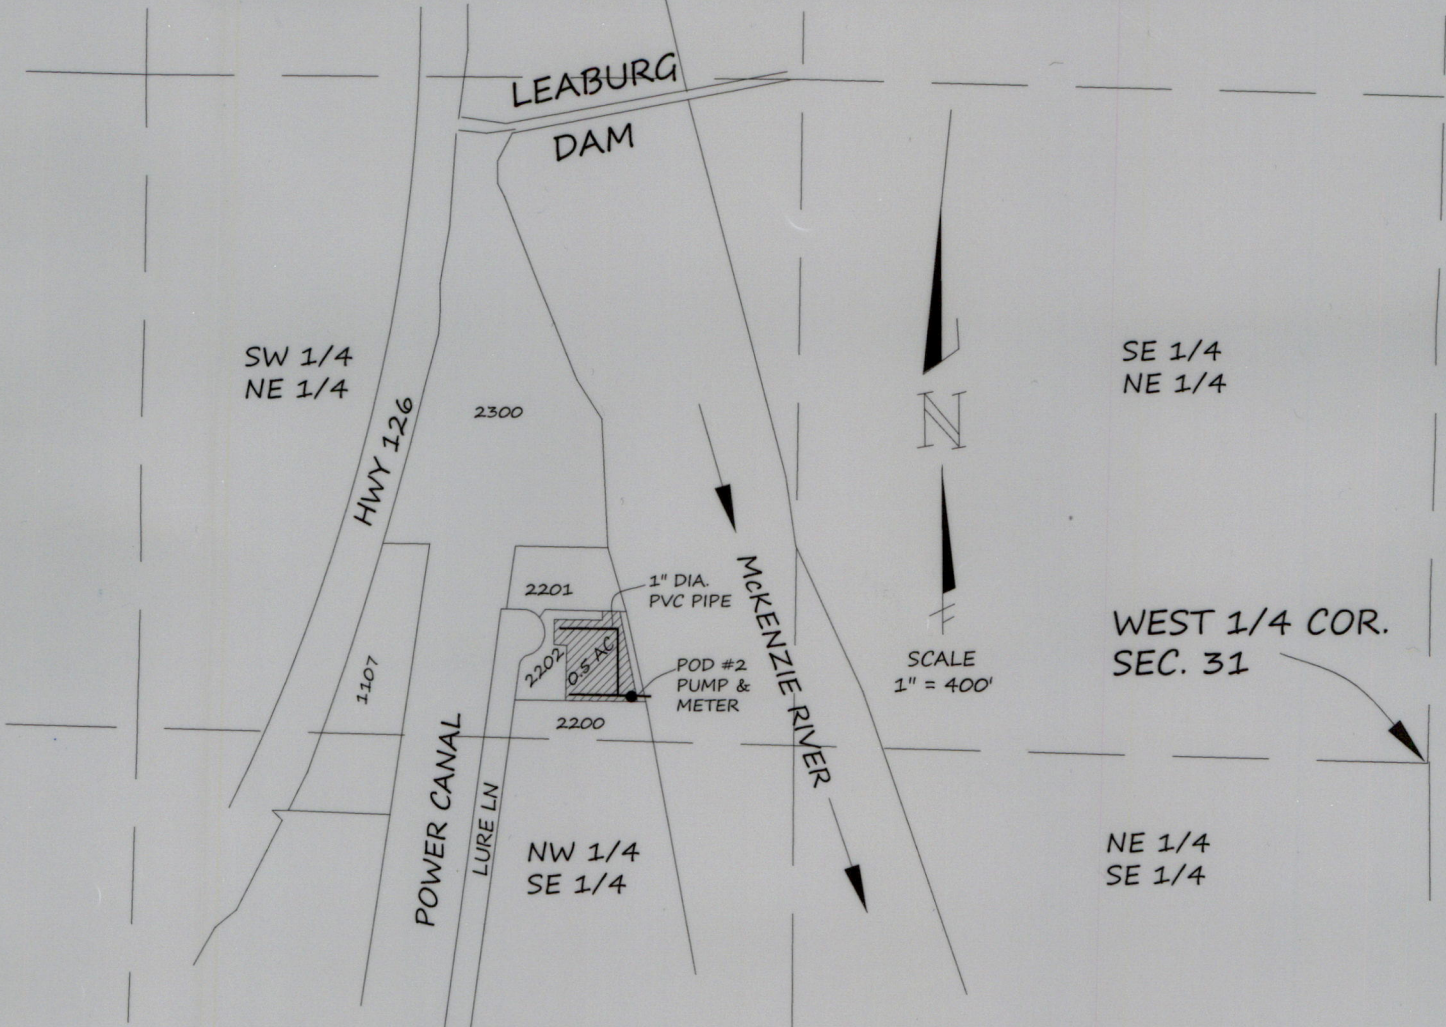 LEABURG
DAM
SW 1/4
NE 1/4
HWY 126
2300
N
SE 1/4
NE 1/4
2201
1" DIA.
PVC PIPE
McKENZIE RIVER
2202
0.5 AC
POD #2
PUMP &
METER
SCALE
1" = 400'
WEST 1/4 COR.
SEC. 31
1107
2200
POWER CANAL
LURE LN
NW 1/4
SE 1/4
NE 1/4
SE 1/4